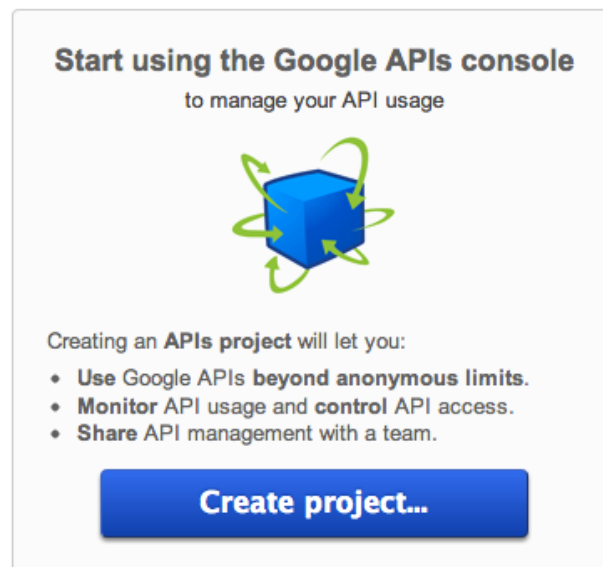 Start using the Google APIs console
to manage your API usage
Creating an APIs project will let you:
• Use Google APIs beyond anonymous limits.
• Monitor API usage and control API access.
• Share API management with a team.
Create project...